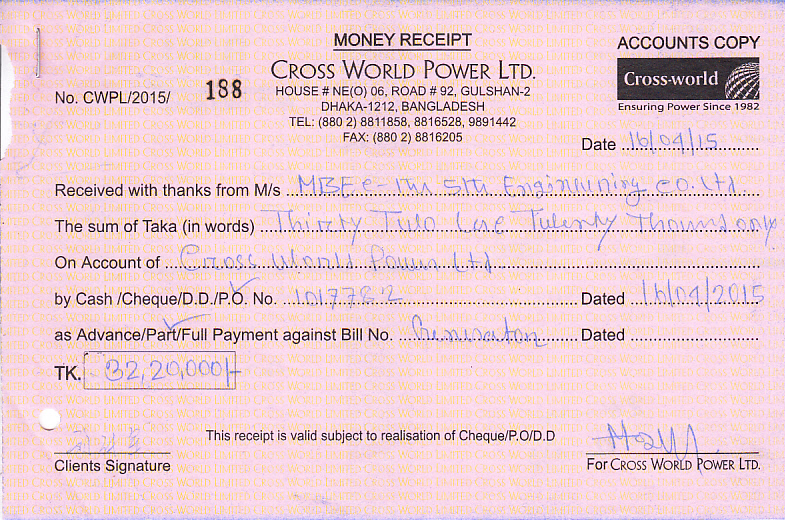 MONEY RECEIPT
ACCOUNTS COPY
CROSS WORLD POWER LTD.
Cross-world
Ensuring Power Since 1982
HOUSE # NE(O) 06, ROAD # 92, GULSHAN-2
DHAKA-1212, BANGLADESH
TEL: (880 2) 8811858, 8816528, 9891442
FAX: (880 2) 8816205
No. CWPL/2015/ 188
Date 16/04/15
Received with thanks from M/s MBEC-ITN 5th Engineering co. Ltd.
The sum of Taka (in words) Thirty Two Lac Twenty Thousand only
On Account of Cross World Power Ltd
by Cash /Cheque/D.D./P.O. No. 1017782 Dated 16/04/2015
as Advance/Part/Full Payment against Bill No. Generator Dated
TK. 32,20,000/-
This receipt is valid subject to realisation of Cheque/P.O/D.D
Clients Signature
For CROSS WORLD POWER LTD.